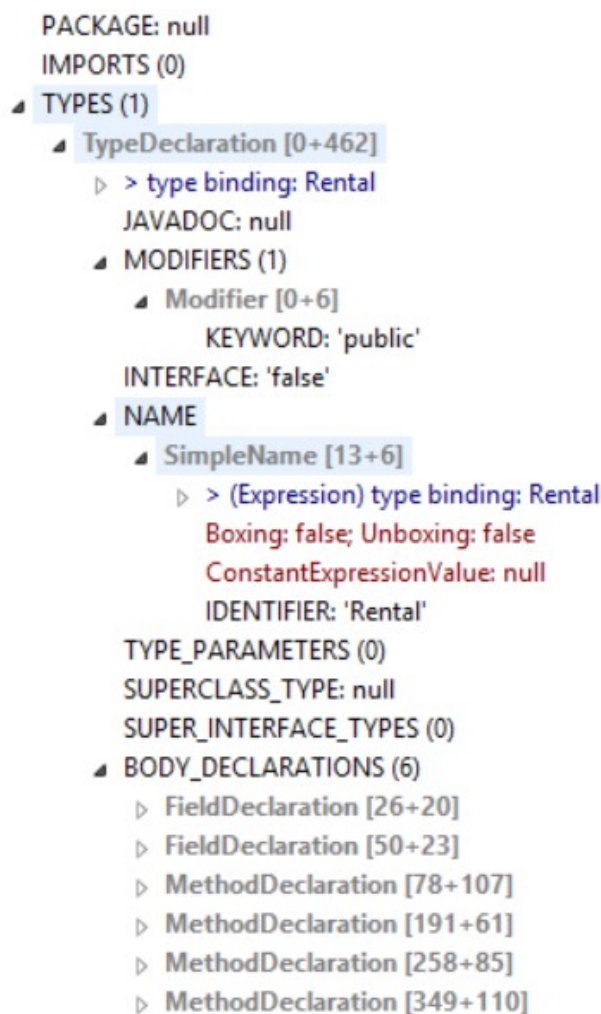 PACKAGE: null
IMPORTS (0)
TYPES (1)
TypeDeclaration [0+462]
> type binding: Rental
JAVADOC: null
MODIFIERS (1)
Modifier [0+6]
KEYWORD: 'public'
INTERFACE: 'false'
NAME
SimpleName [13+6]
> (Expression) type binding: Rental
Boxing: false; Unboxing: false
ConstantExpressionValue: null
IDENTIFIER: 'Rental'
TYPE_PARAMETERS (0)
SUPERCLASS_TYPE: null
SUPER_INTERFACE_TYPES (0)
BODY_DECLARATIONS (6)
FieldDeclaration [26+20]
FieldDeclaration [50+23]
MethodDeclaration [78+107]
MethodDeclaration [191+61]
MethodDeclaration [258+85]
MethodDeclaration [349+110]